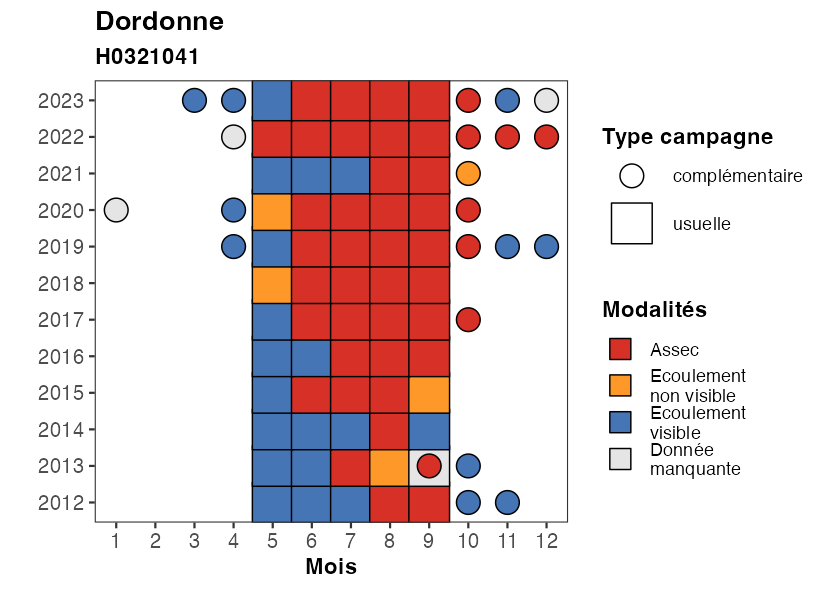 Dordonne
H0321041
2023
2022
2021
2020
2019
2018
2017
2016
2015
2014
2013
2012
1 2 3 4 5 6 7 8 9 10 11 12
Mois
Type campagne
complémentaire
usuelle
Modalités
Assec
Ecoulement
non visible
Ecoulement
visible
Donnée
manquante